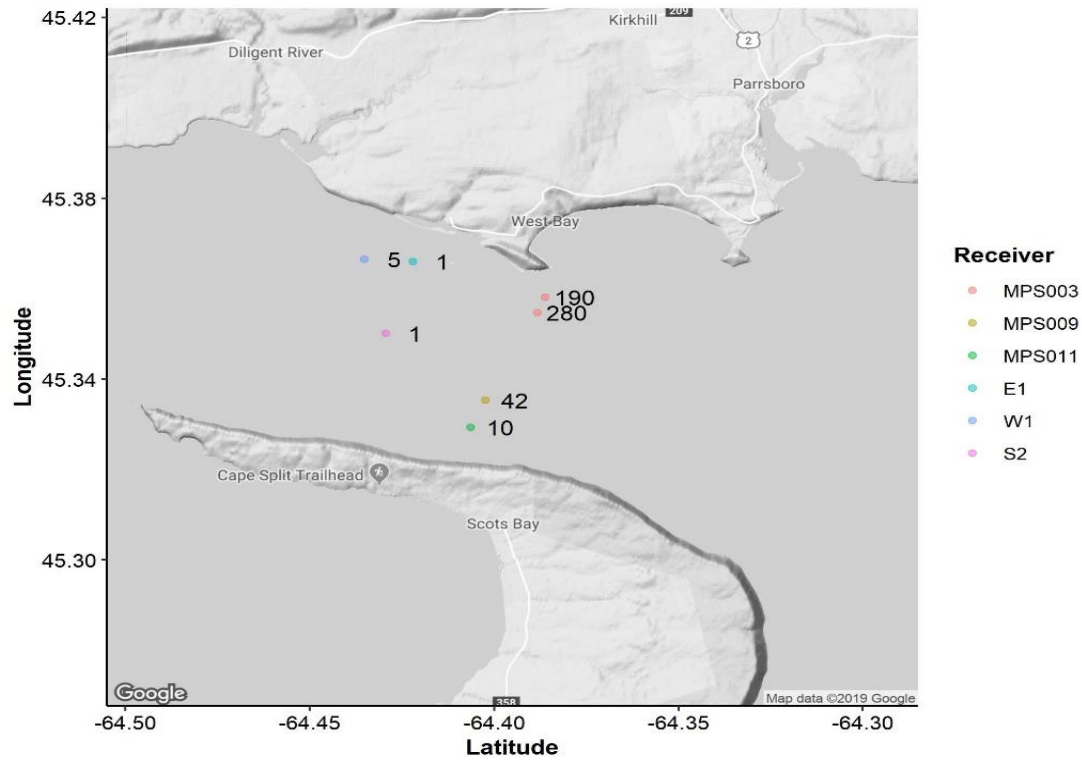 45.42
209
Kirkhill
Diligent River
2
Parrsboro
45.38
West Bay
5
1
190
280
1
Longitude
45.34
42
10
Cape Split Trailhead
Scots Bay
45.30
Google
358
Map data ©2019 Google
-64.50
-64.45
-64.40
-64.35
-64.30
Latitude
Receiver
MPS003
MPS009
MPS011
E1
W1
S2